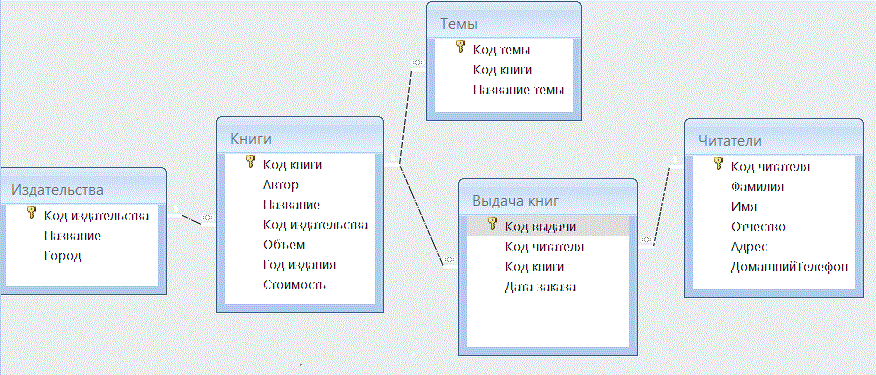 Темы
Код темы
Код книги
Название темы
Книги
Код книги
Автор
Название
Код издательства
Объем
Год издания
Стоимость
Издательства
Код издательства
Название
Город
Выдача книг
Код выдачи
Код читателя
Код книги
Дата заказа
Читатели
Код читателя
Фамилия
Имя
Отчество
Адрес
ДомашнийТелефон